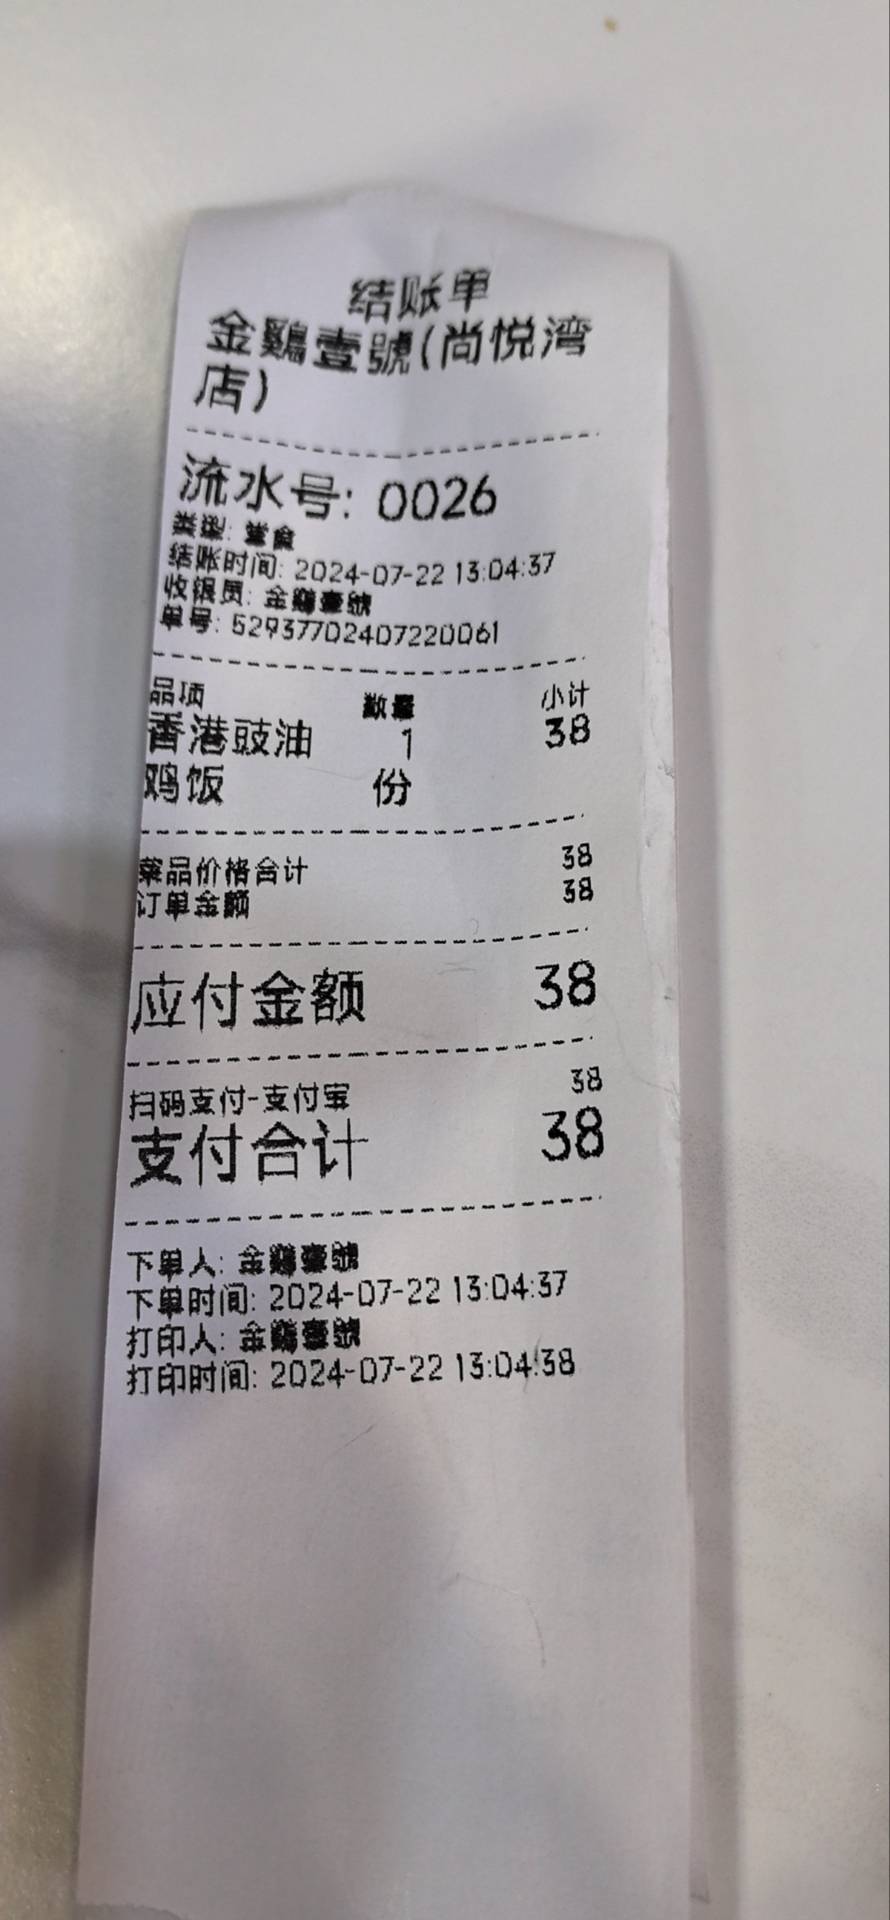 结账单
金鷄壹號(尚悦湾
店)
流水号: 0026
类型: 堂食
结账时间: 2024-07-22 13:04:37
收银员: 金鷄壹號
单号: 52937702407220061
品项 数量 小计
香港豉油 1 38
鸡饭 份
菜品价格合计 38
订单金额 38
应付金额 38
扫码支付-支付宝 38
支付合计 38
下单人: 金鷄壹號
下单时间: 2024-07-22 13:04:37
打印人: 金鷄壹號
打印时间: 2024-07-22 13:04:38